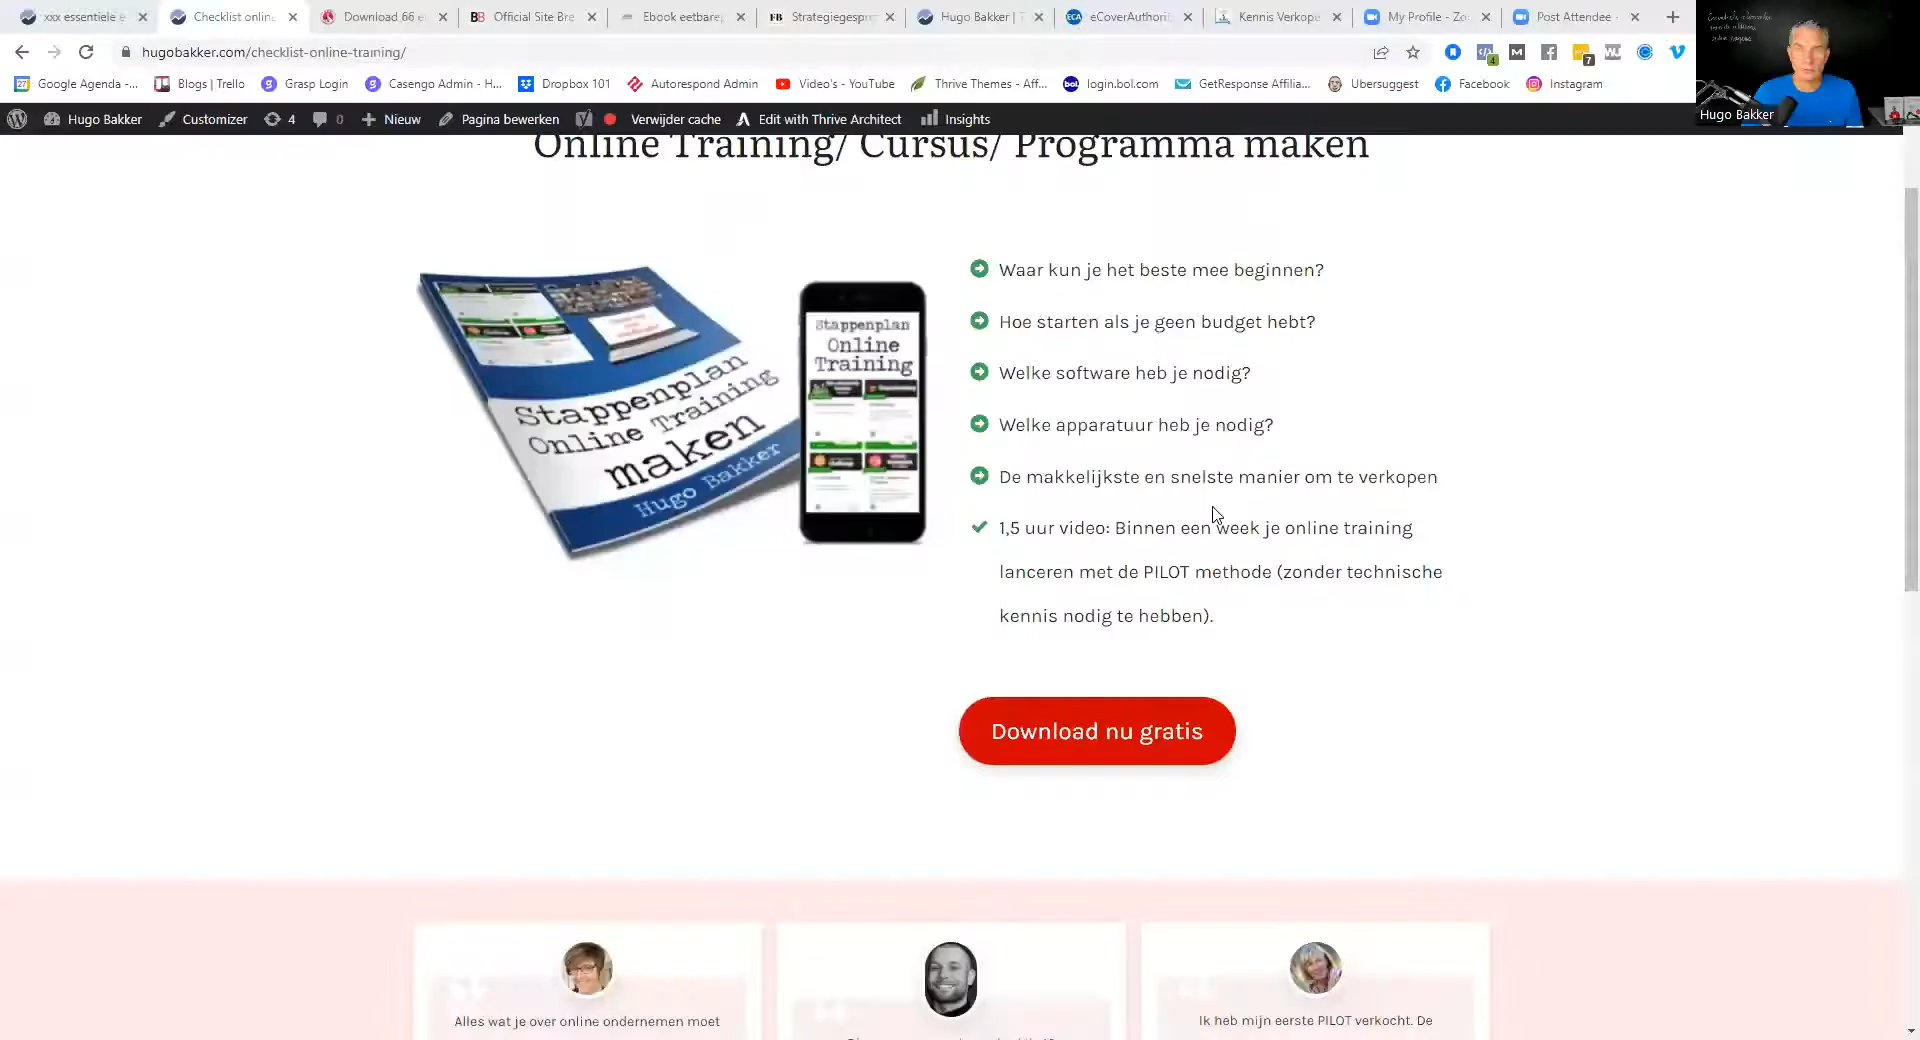 xxx essentiele e
Checklist online
Download 66 e
Official Site Bre
Ebook eetbare
Strategiegespr
Hugo Bakker | T
eCoverAuthori
Kennis Verkope
My Profile - Zo
Post Attendee -
hugobakker.com/checklist-online-training/
Google Agenda -...
Blogs | Trello
Grasp Login
Casengo Admin - H...
Dropbox 101
Autorespond Admin
Video's - YouTube
Thrive Themes - Aff...
login.bol.com
GetResponse Affilia...
Ubersuggest
Facebook
Instagram
Hugo Bakker
Hugo Bakker
Customizer
4
0
Nieuw
Pagina bewerken
Verwijder cache
Edit with Thrive Architect
Insights
Online Training/ Cursus/ Programma maken
Stappenplan
Online Training
maken
Hugo Bakker
Stappenplan
Online
Training
Waar kun je het beste mee beginnen?
Hoe starten als je geen budget hebt?
Welke software heb je nodig?
Welke apparatuur heb je nodig?
De makkelijkste en snelste manier om te verkopen
1,5 uur video: Binnen een week je online training
lanceren met de PILOT methode (zonder technische
kennis nodig te hebben).
Download nu gratis
Alles wat je over online ondernemen moet
Ik heb mijn eerste PILOT verkocht. De